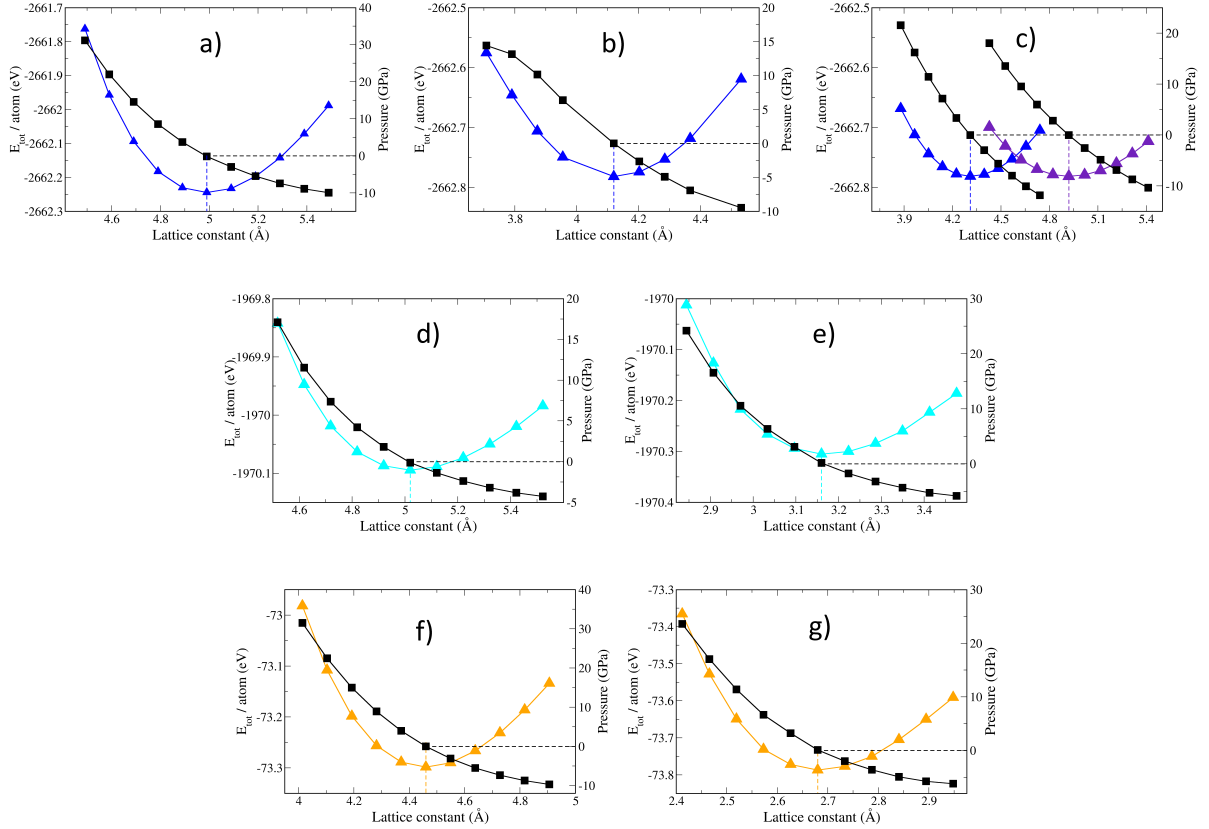 a)
-2661.7
-2661.8
-2661.9
-2662
-2662.1
-2662.2
-2662.3
E_tot / atom (eV)
4.6 4.8 5 5.2 5.4
Lattice constant (Å)
40
30
20
10
0
-10
Pressure (GPa)
b)
-2662.5
-2662.6
-2662.7
-2662.8
E_tot / atom (eV)
3.8 4 4.2 4.4
Lattice constant (Å)
20
15
10
5
0
-5
-10
Pressure (GPa)
c)
-2662.5
-2662.6
-2662.7
-2662.8
E_tot / atom (eV)
3.9 4.2 4.5 4.8 5.1 5.4
Lattice constant (Å)
20
10
0
-10
Pressure (GPa)
d)
-1969.8
-1969.9
-1970
-1970.1
E_tot / atom (eV)
4.6 4.8 5 5.2 5.4
Lattice constant (Å)
20
15
10
5
0
-5
Pressure (GPa)
e)
-1970
-1970.1
-1970.2
-1970.3
-1970.4
E_tot / atom (eV)
2.9 3 3.1 3.2 3.3 3.4
Lattice constant (Å)
30
20
10
0
Pressure (GPa)
f)
-73
-73.1
-73.2
-73.3
E_tot / atom (eV)
4 4.2 4.4 4.6 4.8 5
Lattice constant (Å)
40
30
20
10
0
-10
Pressure (GPa)
g)
-73.3
-73.4
-73.5
-73.6
-73.7
-73.8
E_tot / atom (eV)
2.4 2.5 2.6 2.7 2.8 2.9
Lattice constant (Å)
30
20
10
0
Pressure (GPa)